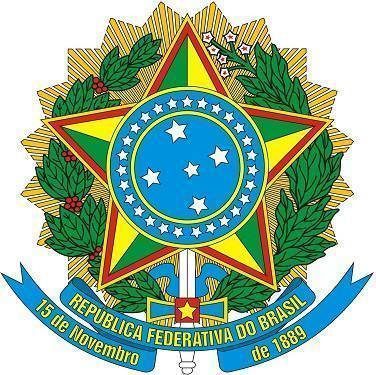 REPUBLICA FEDERATIVA DO BRASIL
15 de Novembro
de 1889